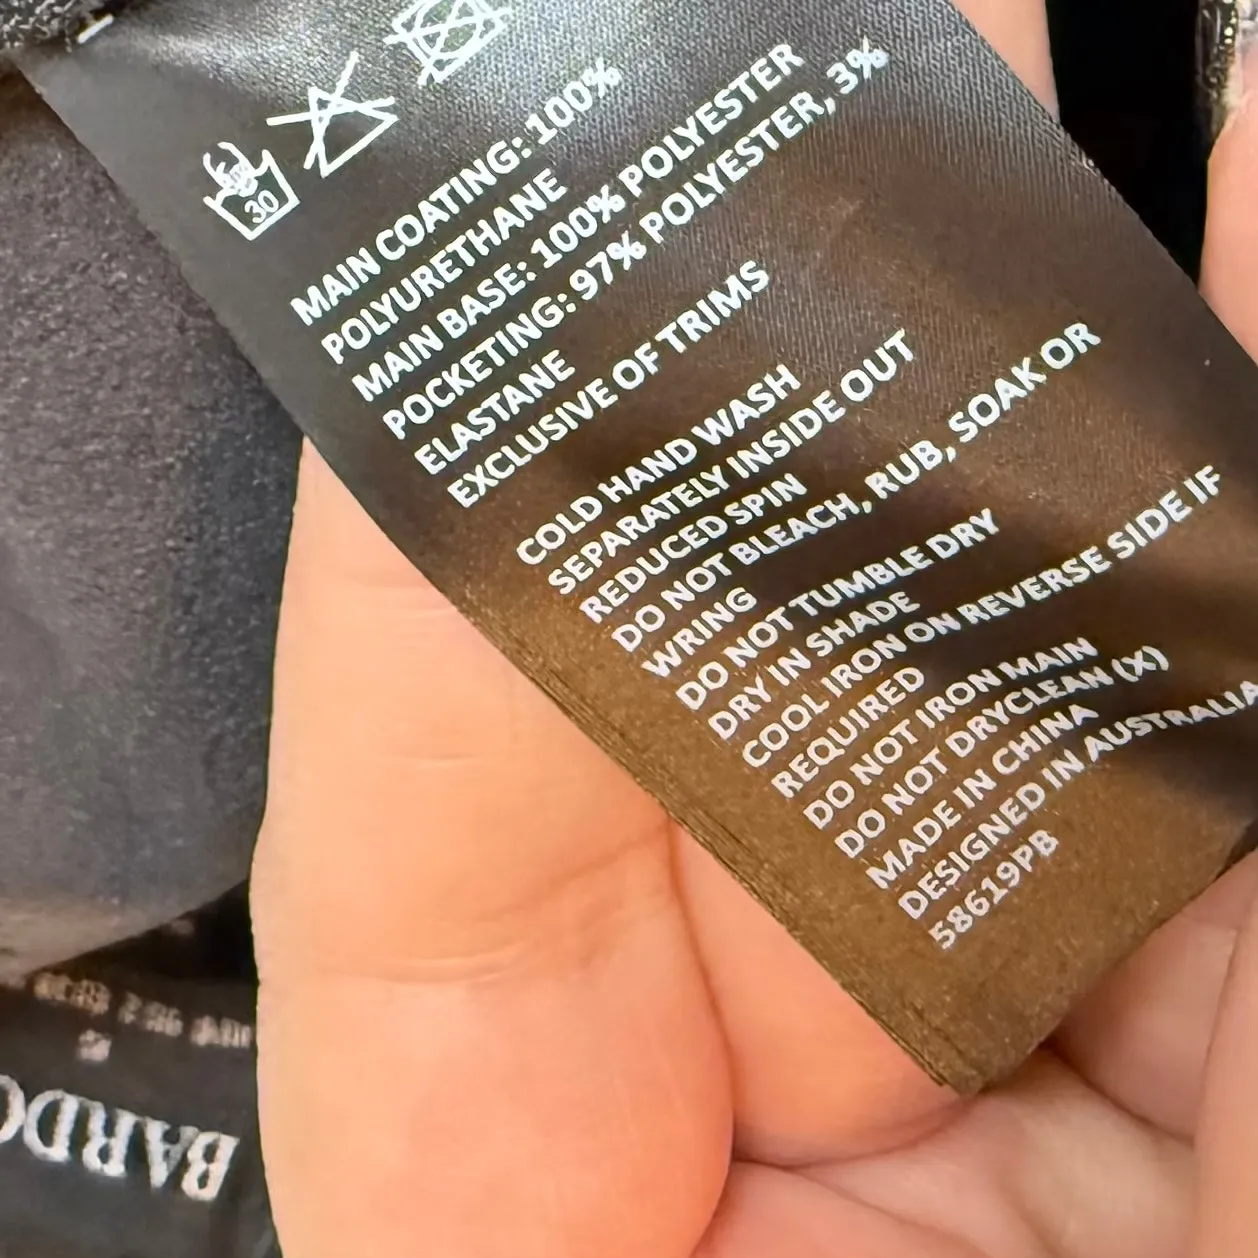 30
MAIN COATING: 100%
POLYURETHANE
MAIN BASE: 100% POLYESTER
POCKETING: 97% POLYESTER, 3%
ELASTANE
EXCLUSIVE OF TRIMS
COLD HAND WASH
SEPARATELY INSIDE OUT
REDUCED SPIN
DO NOT BLEACH, RUB, SOAK OR
WRING
DO NOT TUMBLE DRY
DRY IN SHADE
COOL IRON ON REVERSE SIDE IF
REQUIRED
DO NOT IRON MAIN
DO NOT DRYCLEAN (X)
MADE IN CHINA
DESIGNED IN AUSTRALIA
58619PB
BARDO